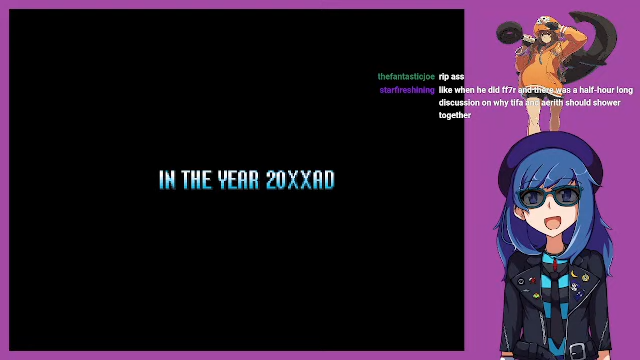 thefantasticjoe rip ass
starfireshining like when he did ff7r and there was a half-hour long
discussion on why tifa and aerith should shower
together
IN THE YEAR 20XXAD